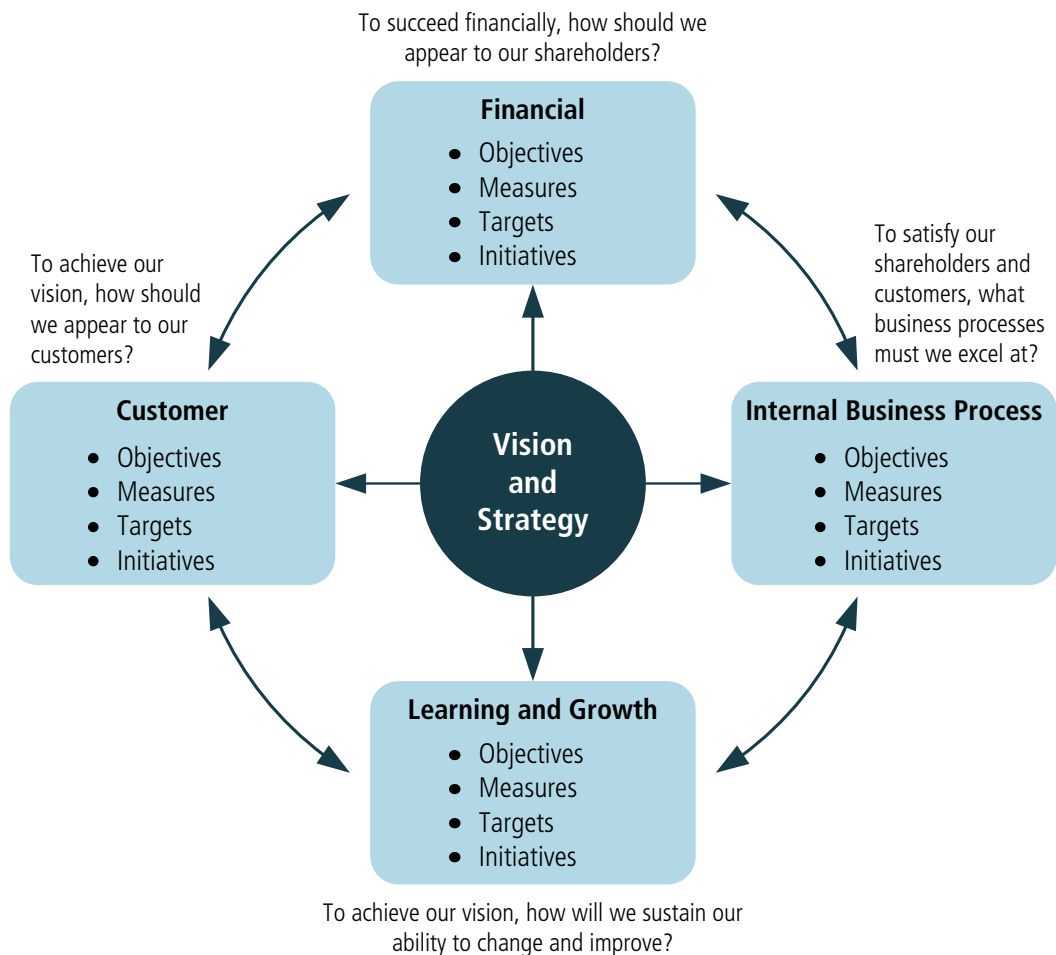 To succeed financially, how should we
appear to our shareholders?
Financial
• Objectives
• Measures
• Targets
• Initiatives
To achieve our
vision, how should
we appear to our
customers?
Customer
• Objectives
• Measures
• Targets
• Initiatives
Vision
and
Strategy
To satisfy our
shareholders and
customers, what
business processes
must we excel at?
Internal Business Process
• Objectives
• Measures
• Targets
• Initiatives
Learning and Growth
• Objectives
• Measures
• Targets
• Initiatives
To achieve our vision, how will we sustain our
ability to change and improve?